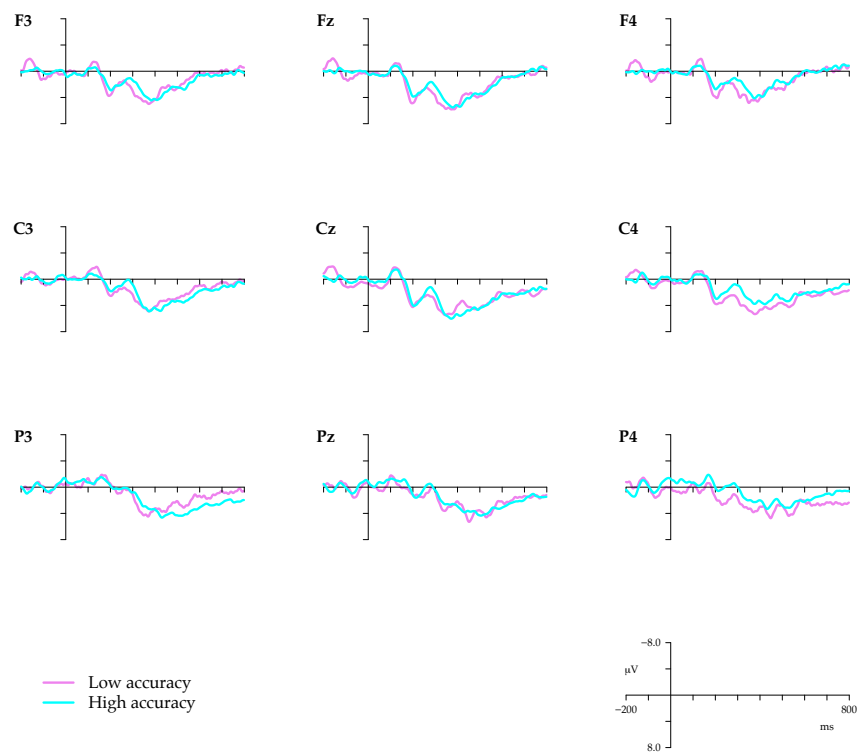 F3 Fz F4
C3 Cz C4
P3 Pz P4
−8.0
μV
−200 800
ms
8.0
Low accuracy
High accuracy